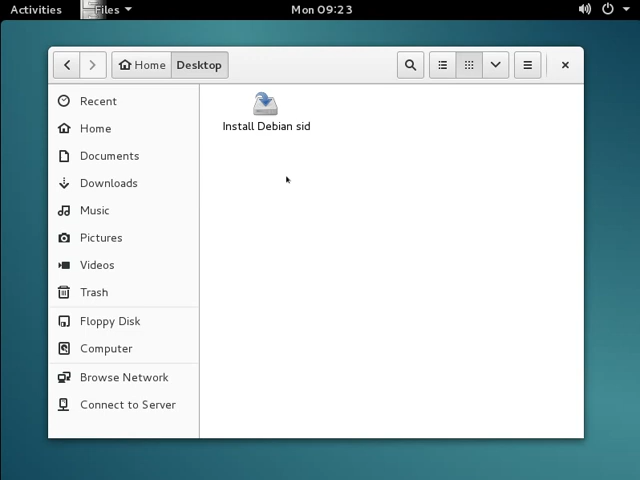 Activities Files Mon 09:23
Home Desktop
Recent
Home
Documents
Downloads
Music
Pictures
Videos
Trash
Floppy Disk
Computer
Browse Network
Connect to Server
Install Debian sid